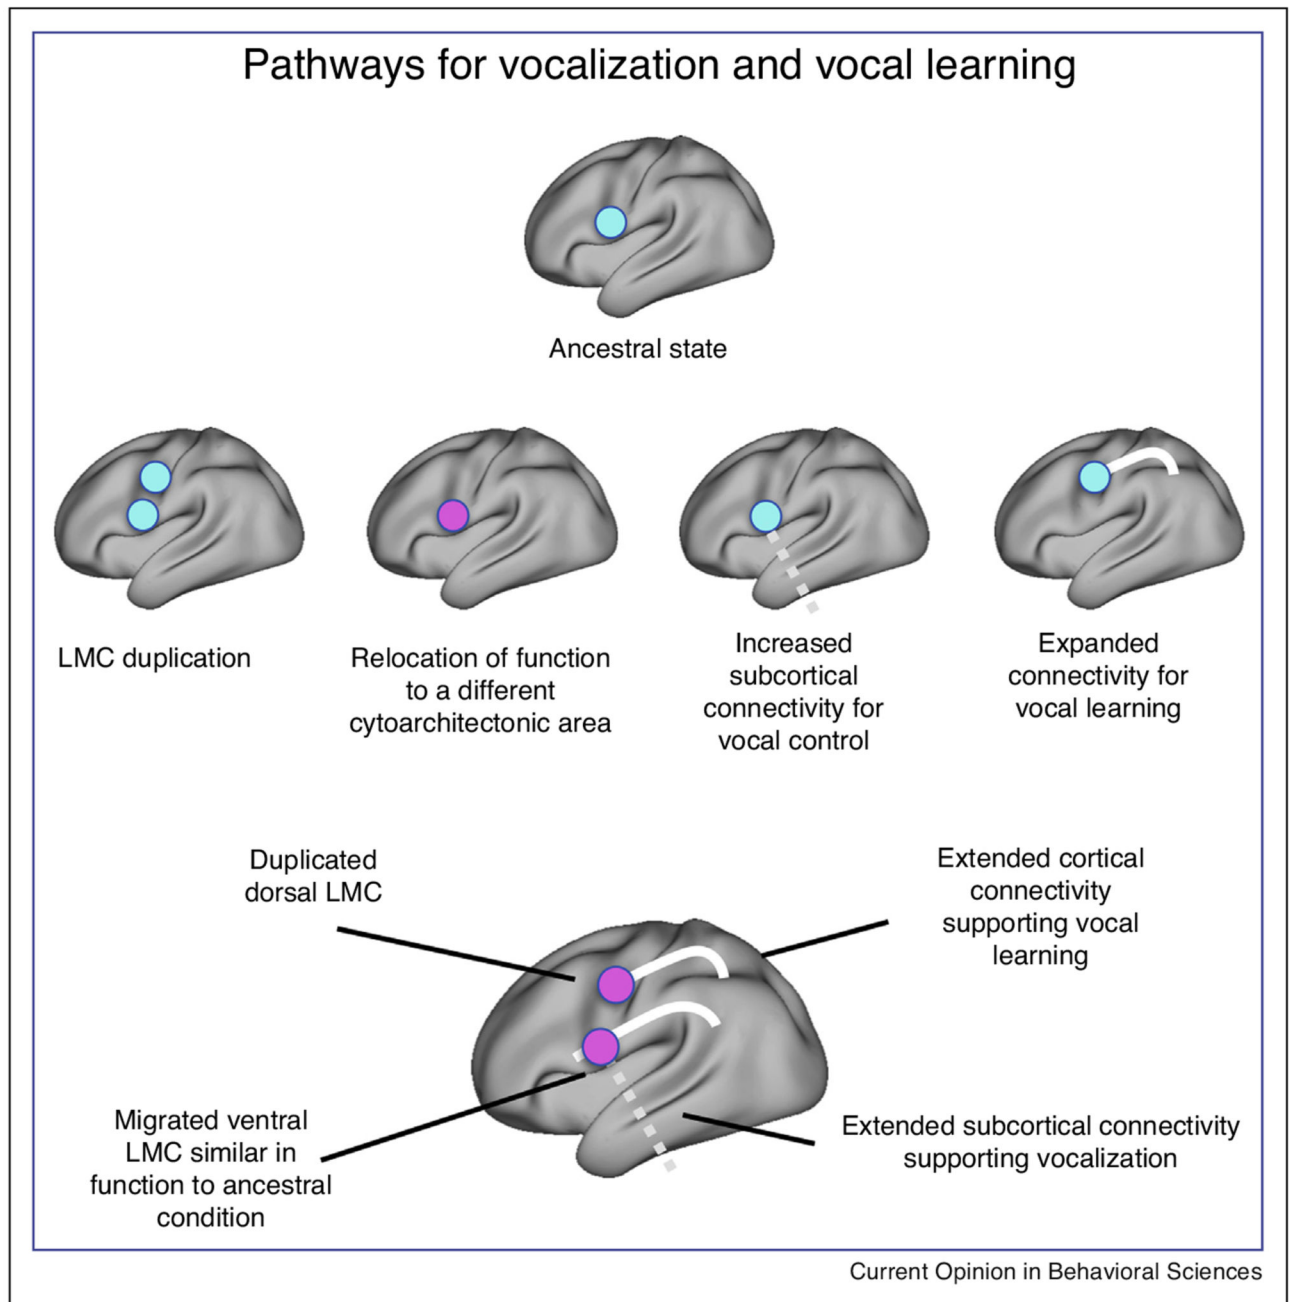 Pathways for vocalization and vocal learning
Ancestral state
LMC duplication
Relocation of function
to a different
cytoarchitectonic area
Increased
subcortical
connectivity for
vocal control
Expanded
connectivity for
vocal learning
Duplicated
dorsal LMC
Extended cortical
connectivity
supporting vocal
learning
Migrated ventral
LMC similar in
function to ancestral
condition
Extended subcortical connectivity
supporting vocalization
Current Opinion in Behavioral Sciences